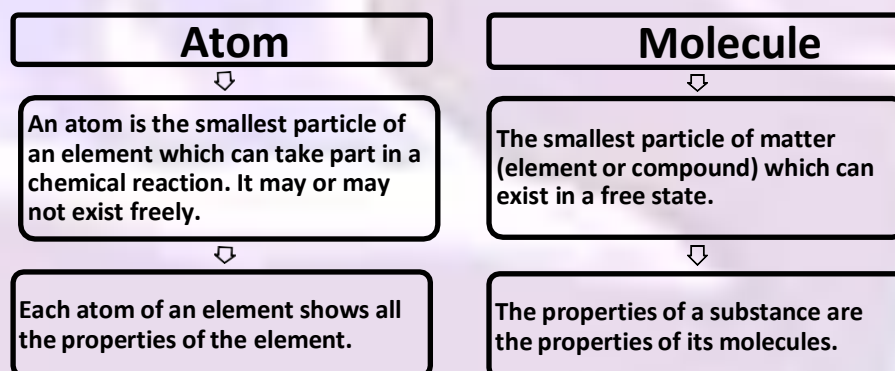 Atom
An atom is the smallest particle of
an element which can take part in a
chemical reaction. It may or may
not exist freely.
Each atom of an element shows all
the properties of the element.
Molecule
The smallest particle of matter
(element or compound) which can
exist in a free state.
The properties of a substance are
the properties of its molecules.